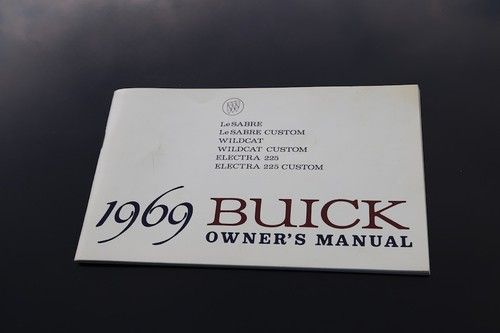 LeSABRE
LeSABRE CUSTOM
WILDCAT
WILDCAT CUSTOM
ELECTRA 225
ELECTRA 225 CUSTOM
1969 BUICK
OWNER'S MANUAL